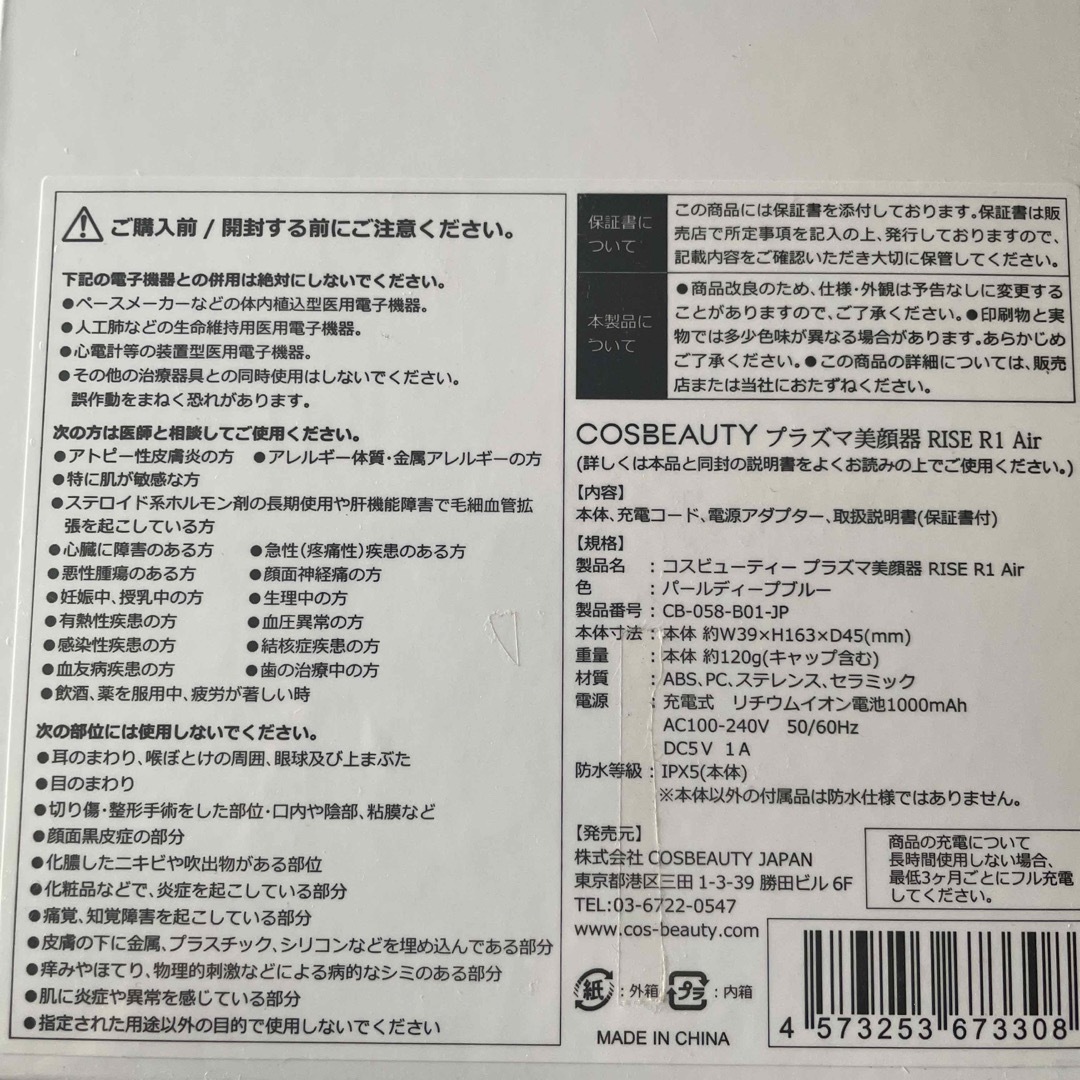 ご購入前 / 開封する前にご注意ください。
下記の電子機器との併用は絶対にしないでください。
●ペースメーカーなどの体内植込型医用電子機器。
●人工肺などの生命維持用医用電子機器。
●心電計等の装置型医用電子機器。
●その他の治療器具との同時使用はしないでください。
誤作動をまねく恐れがあります。
次の方は医師と相談してご使用ください。
●アトピー性皮膚炎の方 ●アレルギー体質・金属アレルギーの方
●特に肌が敏感な方
●ステロイド系ホルモン剤の長期使用や肝機能障害で毛細血管拡
張を起こしている方
●心臓に障害のある方 ●急性(疼痛性)疾患のある方
●悪性腫瘍のある方 ●顔面神経痛の方
●妊娠中、授乳中の方 ●生理中の方
●有熱性疾患の方 ●血圧異常の方
●感染性疾患の方 ●結核症疾患の方
●血友病疾患の方 ●歯の治療中の方
●飲酒、薬を服用中、疲労が著しい時
次の部位には使用しないでください。
●耳のまわり、喉ぼとけの周囲、眼球及び上まぶた
●目のまわり
●切り傷・整形手術をした部位・口内や陰部、粘膜など
●顔面黒皮症の部分
●化膿したニキビや吹出物がある部位
●化粧品などで、炎症を起こしている部分
●痛覚、知覚障害を起こしている部分
●皮膚の下に金属、プラスチック、シリコンなどを埋め込んである部分
●痒みやほてり、物理的刺激などによる病的なシミのある部分
●肌に炎症や異常を感じている部分
●指定された用途以外の目的で使用しないでください
保証書に
ついて
この商品には保証書を添付しております。保証書は販
売店で所定事項を記入の上、発行しておりますので、
記載内容をご確認いただき大切に保管してください。
本製品に
ついて
●商品改良のため、仕様・外観は予告なしに変更する
ことがありますので、ご了承ください。●印刷物と実
物では多少色味が異なる場合があります。あらかじめ
ご了承ください。●この商品の詳細については、販売
店または当社におたずねください。
COSBEAUTY プラズマ美顔器 RISE R1 Air
(詳しくは本品と同封の説明書をよくお読みの上でご使用ください。)
【内容】
本体、充電コード、電源アダプター、取扱説明書(保証書付)
【規格】
製品名 : コスビューティー プラズマ美顔器 RISE R1 Air
色 : パールディープブルー
製品番号 : CB-058-B01-JP
本体寸法 : 本体 約W39×H163×D45(mm)
重量 : 本体 約120g(キャップ含む)
材質 : ABS、PC、ステレンス、セラミック
電源 : 充電式 リチウムイオン電池1000mAh
AC100-240V 50/60Hz
DC5V 1A
防水等級 : IPX5(本体)
※本体以外の付属品は防水仕様ではありません。
【発売元】
株式会社 COSBEAUTY JAPAN
東京都港区三田 1-3-39 勝田ビル 6F
TEL:03-6722-0547
www.cos-beauty.com
商品の充電について
長時間使用しない場合、
最低3ヶ月ごとにフル充電
してください。
紙 : 外箱 プラ : 内箱
MADE IN CHINA
4 573253 673308